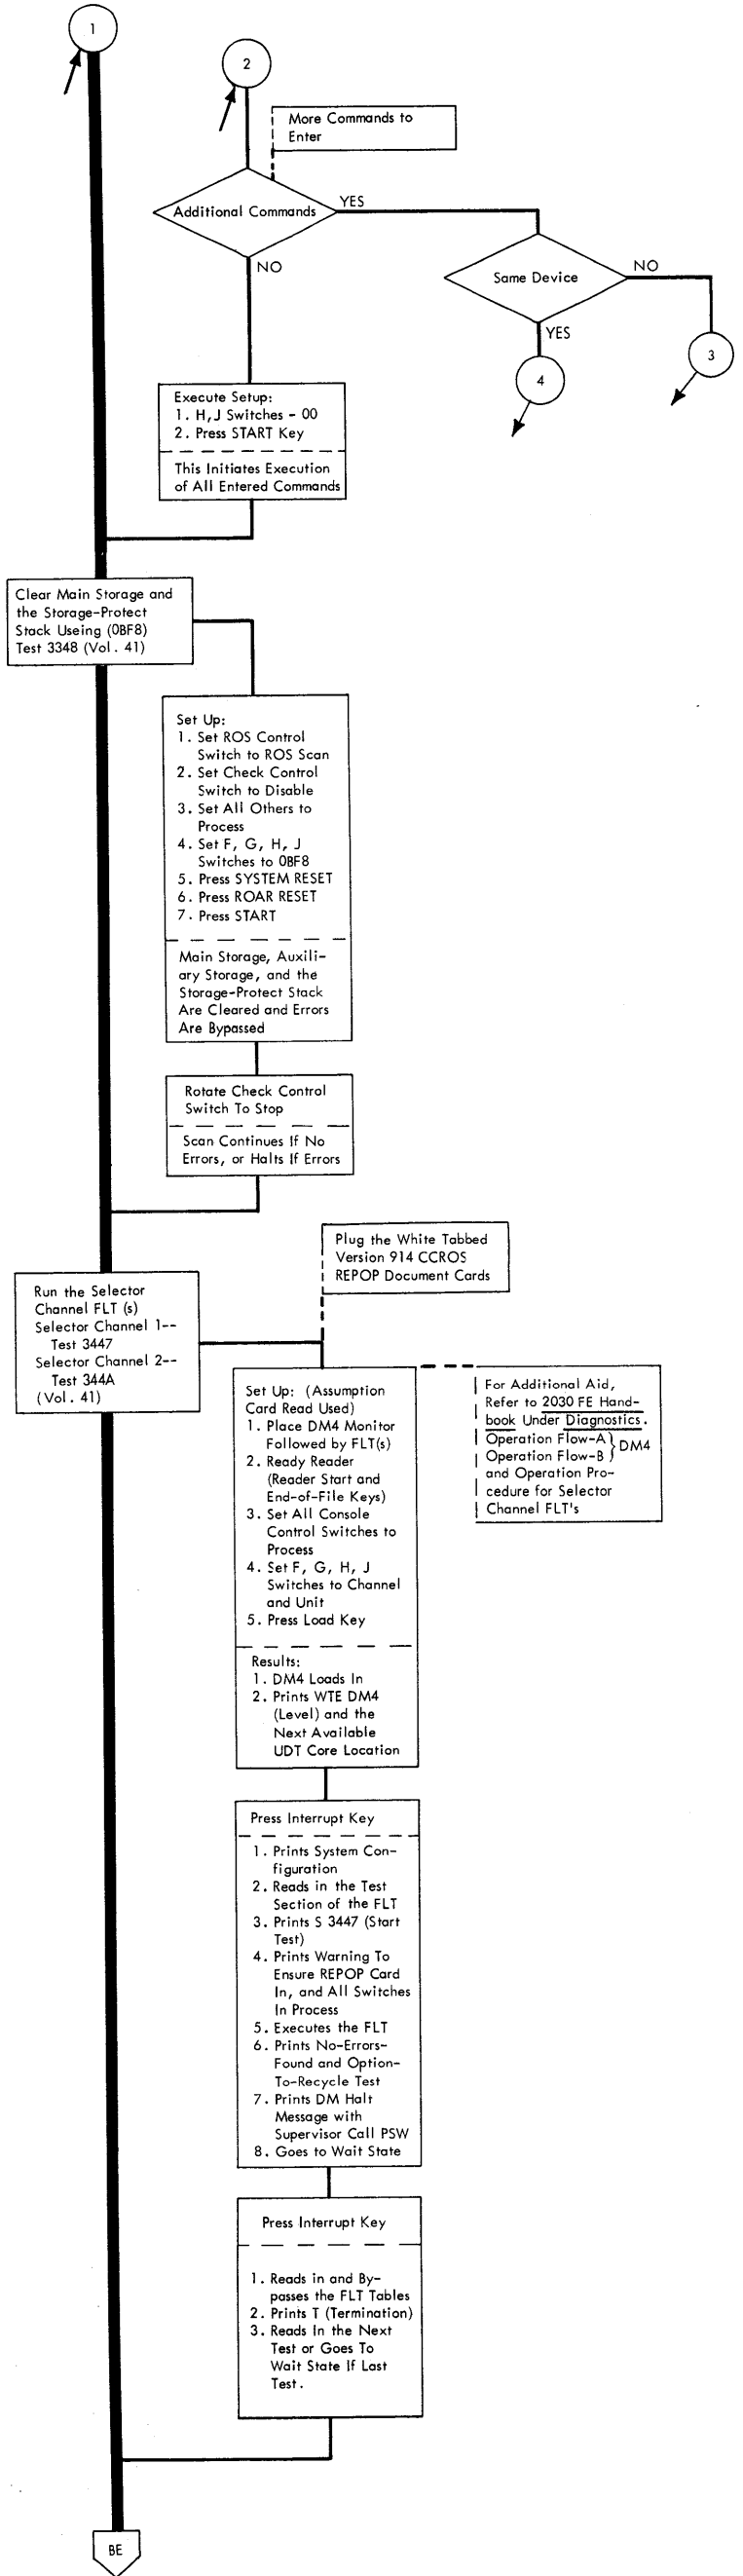 1
2
More Commands to
Enter
Additional Commands
YES
NO
Same Device
NO
YES
3
4
Execute Setup:
1. H,J Switches - 00
2. Press START Key
This Initiates Execution
of All Entered Commands
Clear Main Storage and
the Storage-Protect
Stack Useing (0BF8)
Test 3348 (Vol. 41)
Set Up:
1. Set ROS Control
Switch to ROS Scan
2. Set Check Control
Switch to Disable
3. Set All Others to
Process
4. Set F, G, H, J
Switches to 0BF8
5. Press SYSTEM RESET
6. Press ROAR RESET
7. Press START
Main Storage, Auxili-
ary Storage, and the
Storage-Protect Stack
Are Cleared and Errors
Are Bypassed
Rotate Check Control
Switch To Stop
Scan Continues If No
Errors, or Halts If Errors
Plug the White Tabbed
Version 914 CCROS
REPOP Document Cards
Run the Selector
Channel FLT (s)
Selector Channel 1--
Test 3447
Selector Channel 2--
Test 344A
(Vol. 41)
Set Up: (Assumption
Card Read Used)
1. Place DM4 Monitor
Followed by FLT(s)
2. Ready Reader
(Reader Start and
End-of-File Keys)
3. Set All Console
Control Switches to
Process
4. Set F, G, H, J
Switches to Channel
and Unit
5. Press Load Key
Results:
1. DM4 Loads In
2. Prints WTE DM4
(Level) and the
Next Available
UDT Core Location
For Additional Aid,
Refer to 2030 FE Hand-
book Under Diagnostics.
Operation Flow-A
Operation Flow-B } DM4
and Operation Pro-
cedure for Selector
Channel FLT's
Press Interrupt Key
1. Prints System Con-
figuration
2. Reads in the Test
Section of the FLT
3. Prints S 3447 (Start
Test)
4. Prints Warning To
Ensure REPOP Card
In, and All Switches
In Process
5. Executes the FLT
6. Prints No-Errors-
Found and Option-
To-Recycle Test
7. Prints DM Halt
Message with
Supervisor Call PSW
8. Goes to Wait State
Press Interrupt Key
1. Reads in and By-
passes the FLT Tables
2. Prints T (Termination)
3. Reads In the Next
Test or Goes To
Wait State If Last
Test.
BE